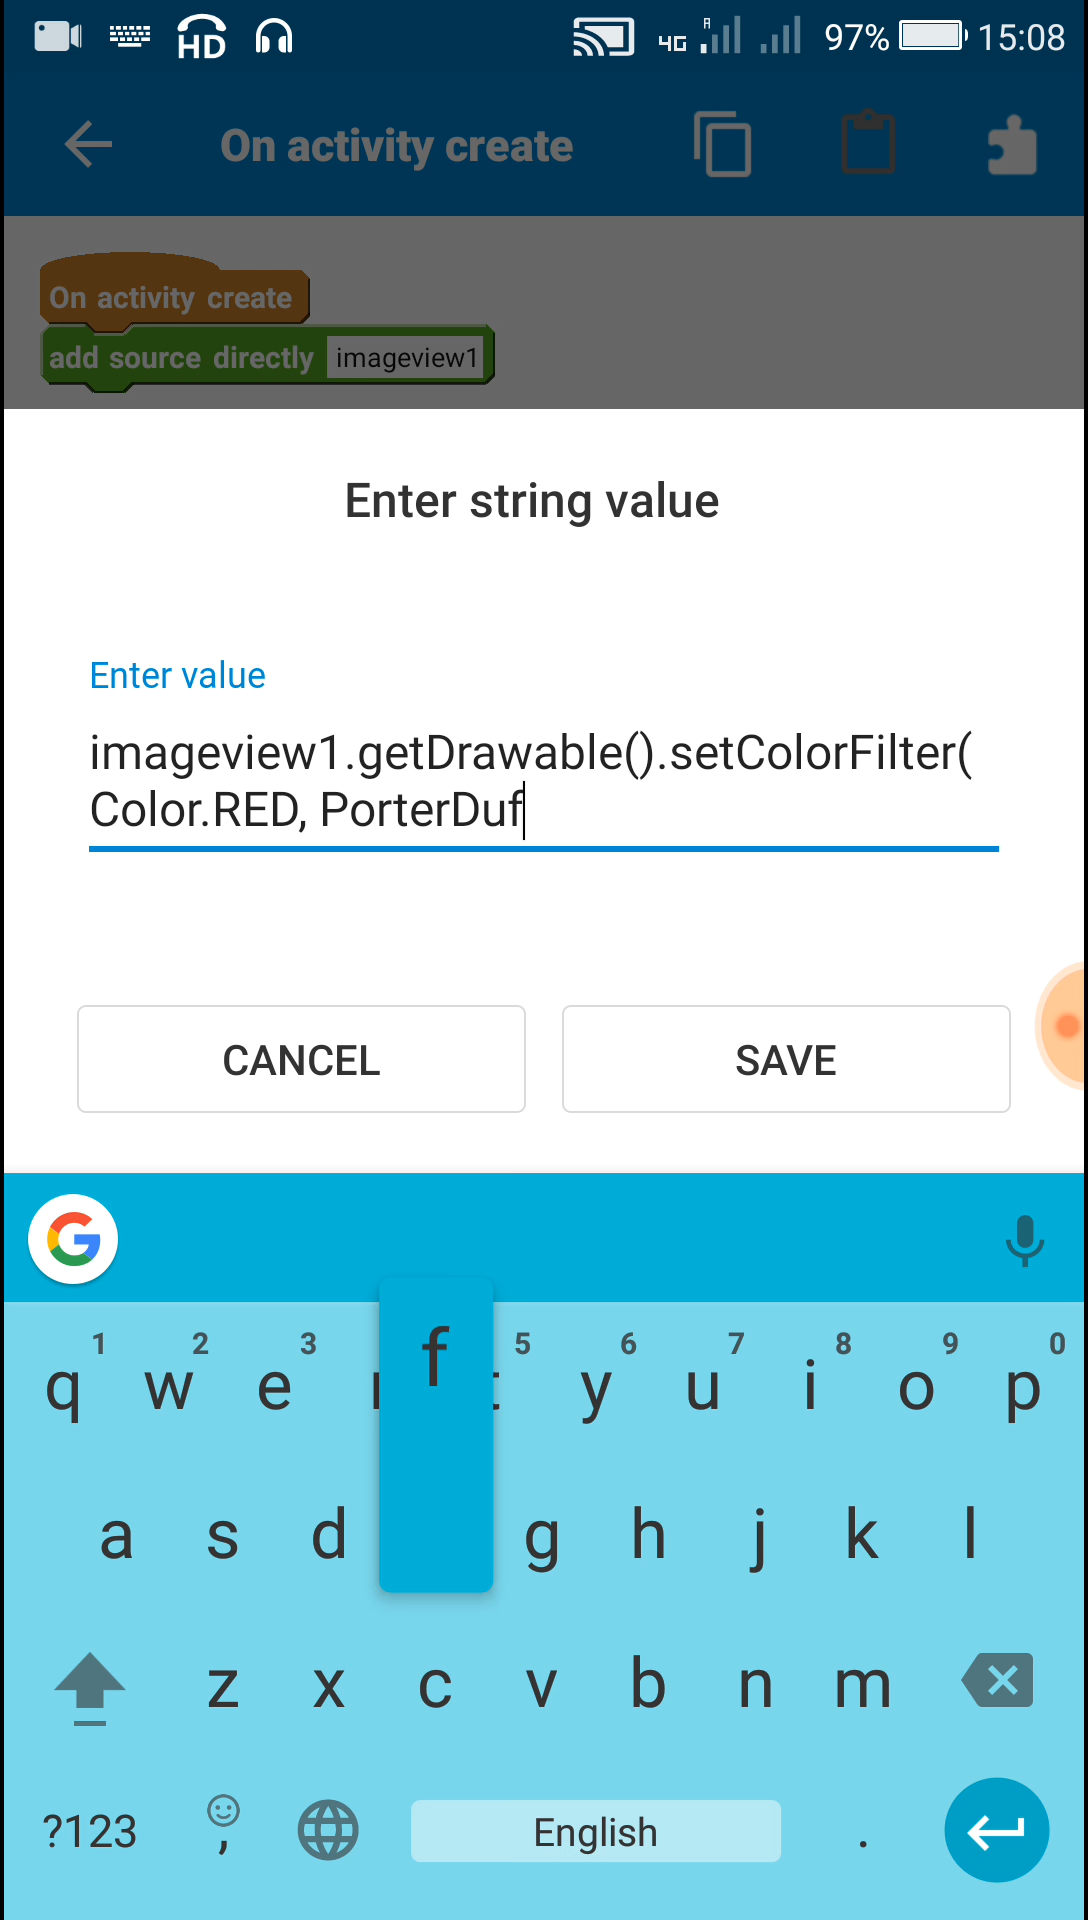 HD 4G R 97% 15:08
On activity create
On activity create
add source directly imageview1
Enter string value
Enter value
imageview1.getDrawable().setColorFilter(
Color.RED, PorterDuf
CANCEL SAVE
G
1 2 3 5 6 7 8 9 0
q w e f y u i o p
a s d g h j k l
z x c v b n m
?123 , English .